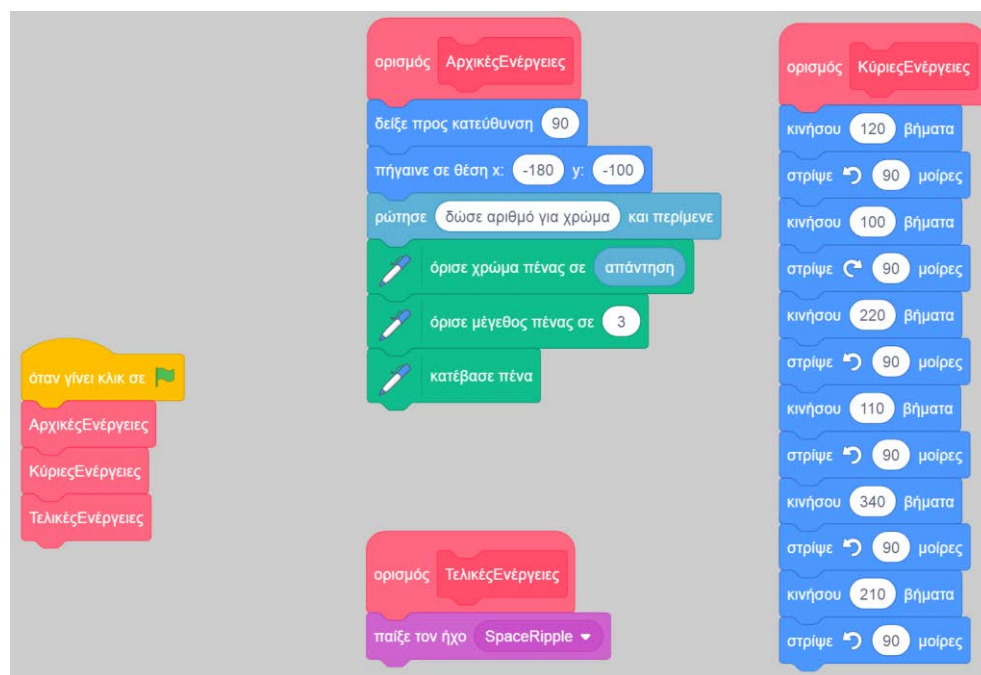 όταν γίνει κλικ σε
ΑρχικέςΕνέργειες
ΚύριεςΕνέργειες
ΤελικέςΕνέργειες
ορισμός ΑρχικέςΕνέργειες
δείξε προς κατεύθυνση 90
πήγαινε σε θέση x: -180 y: -100
ρώτησε δώσε αριθμό για χρώμα και περίμενε
όρισε χρώμα πένας σε απάντηση
όρισε μέγεθος πένας σε 3
κατέβασε πένα
ορισμός ΤελικέςΕνέργειες
παίξε τον ήχο SpaceRipple
ορισμός ΚύριεςΕνέργειες
κινήσου 120 βήματα
στρίψε 90 μοίρες
κινήσου 100 βήματα
στρίψε 90 μοίρες
κινήσου 220 βήματα
στρίψε 90 μοίρες
κινήσου 110 βήματα
στρίψε 90 μοίρες
κινήσου 340 βήματα
στρίψε 90 μοίρες
κινήσου 210 βήματα
στρίψε 90 μοίρες